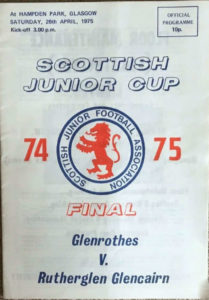 At HAMPDEN PARK, GLASGOW
SATURDAY, 26th APRIL, 1975
Kick-off 3.00 p.m.
OFFICIAL
PROGRAMME
10p.
SCOTTISH
JUNIOR CUP
74 75
SCOTTISH JUNIOR FOOTBALL ASSOCIATION
FINAL
Glenrothes
V.
Rutherglen Glencairn